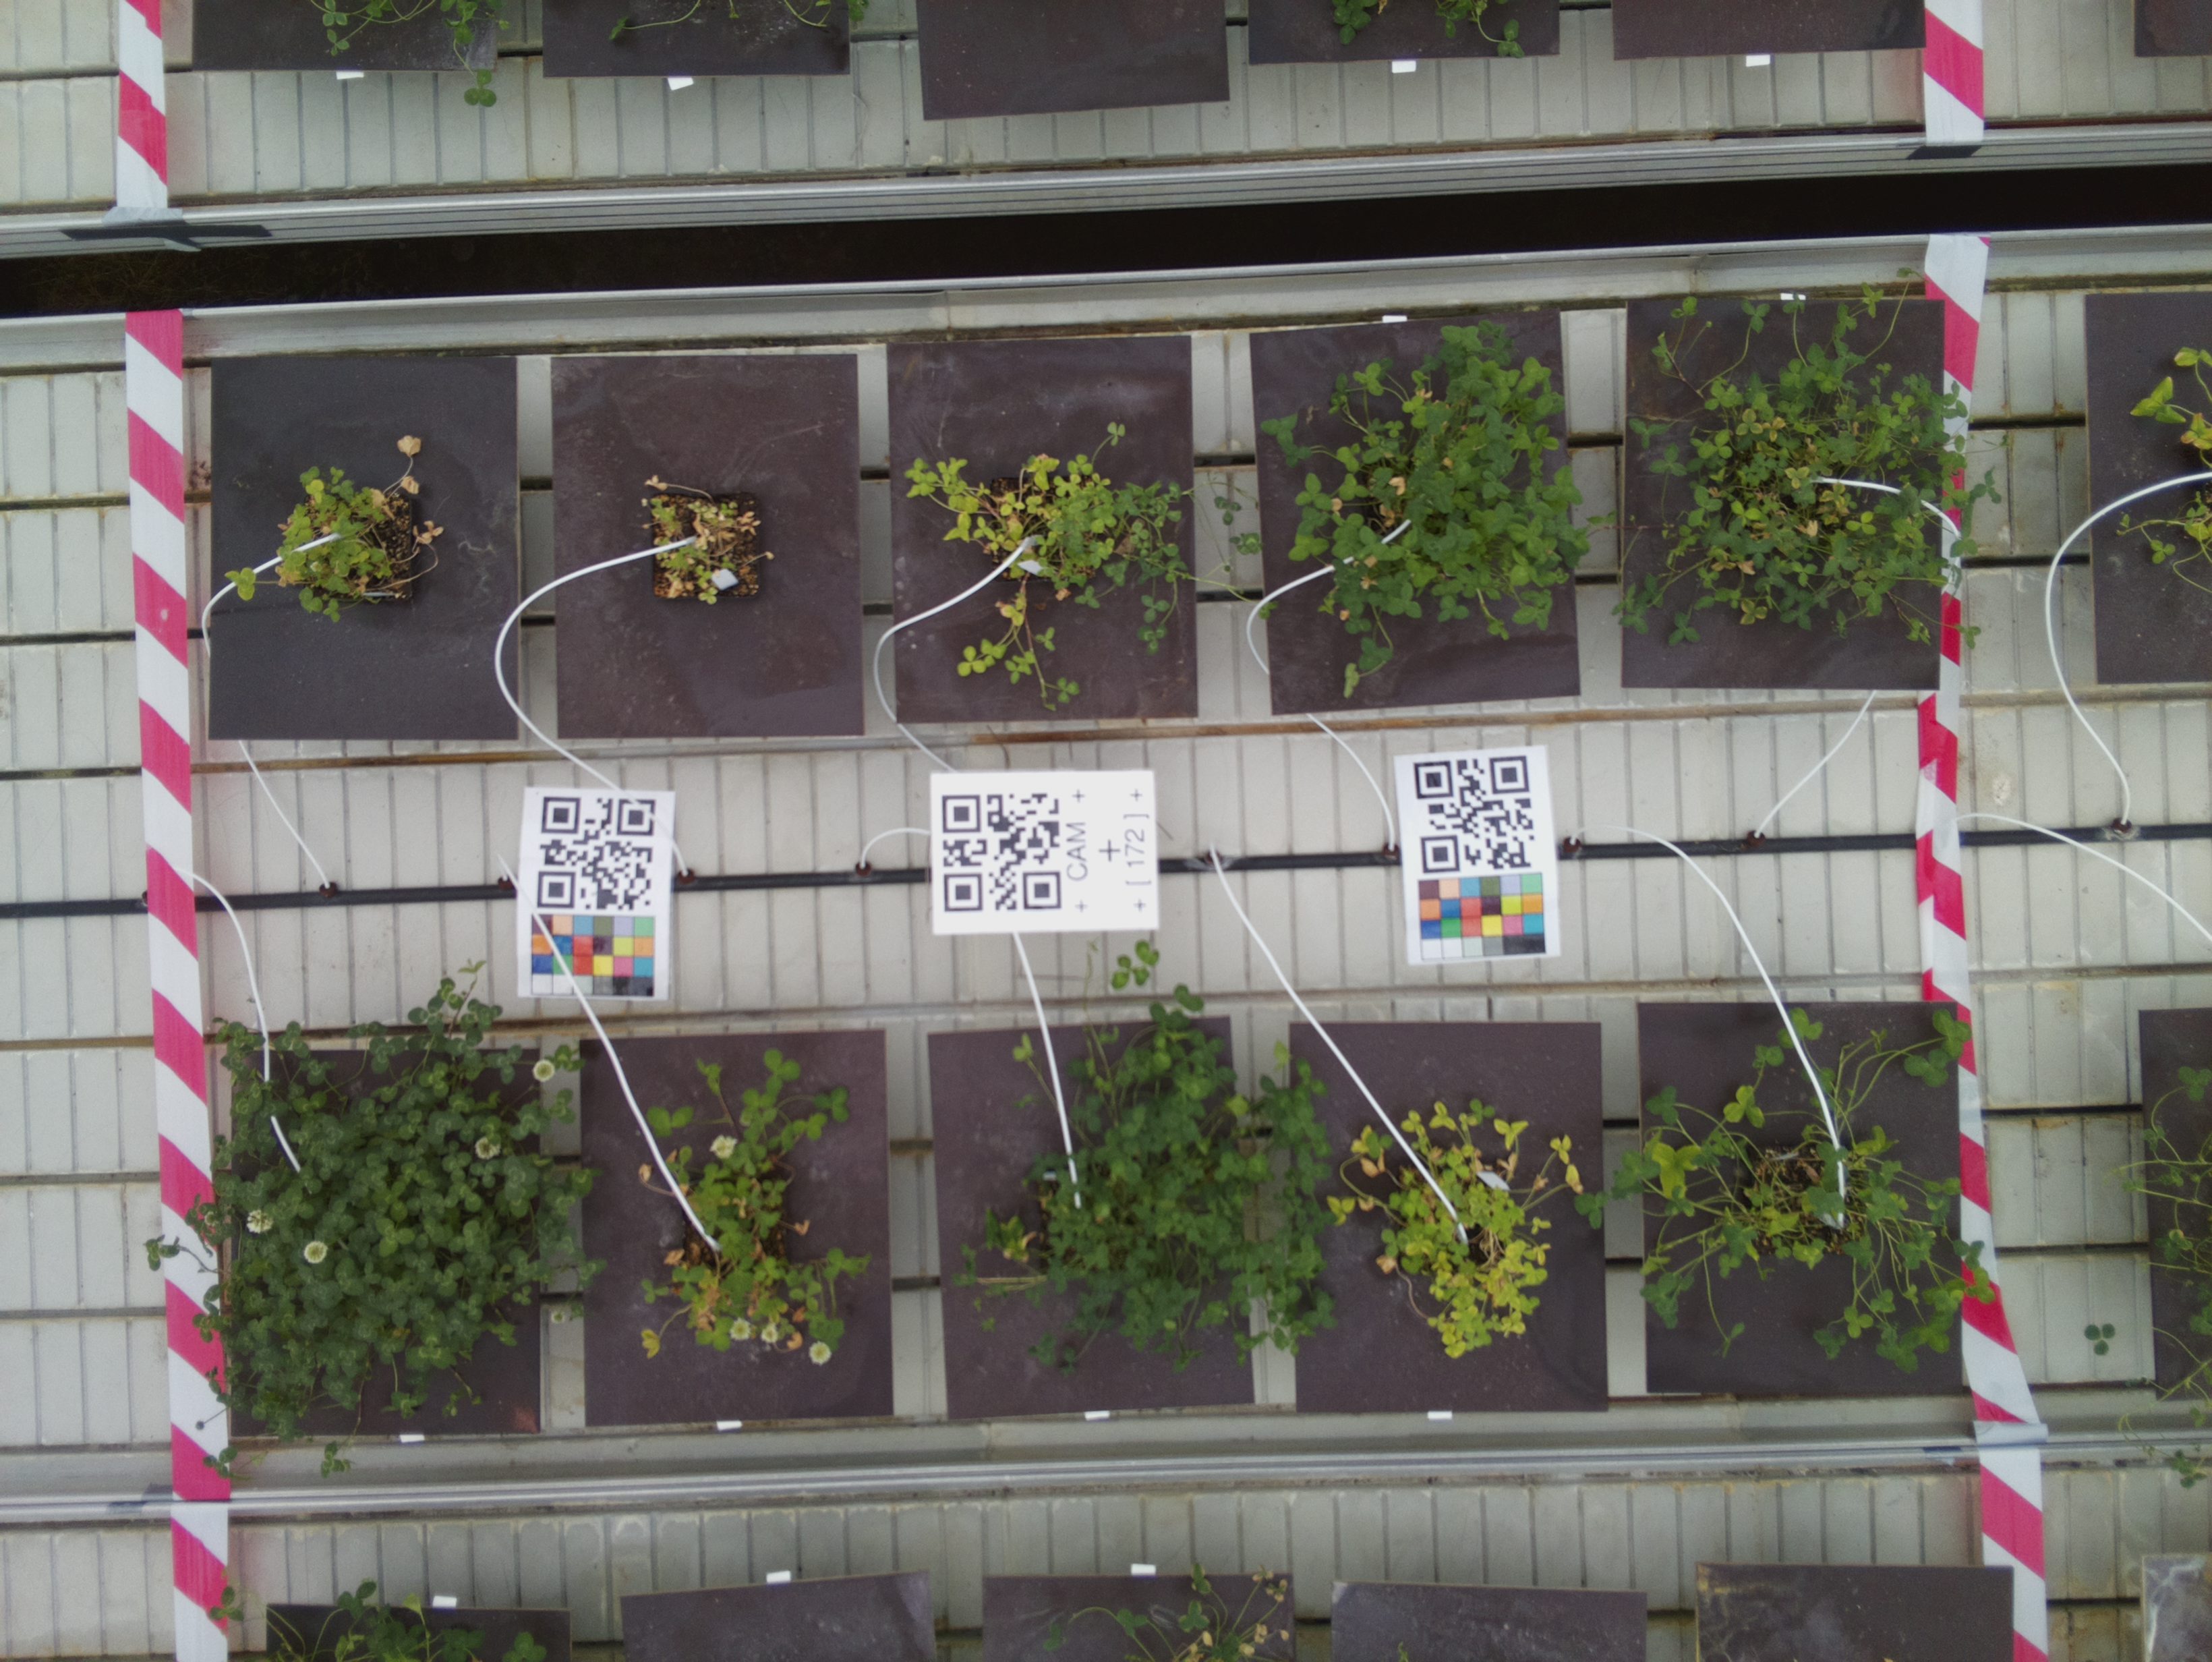 + CAM +
+
+ [ 172 ] +